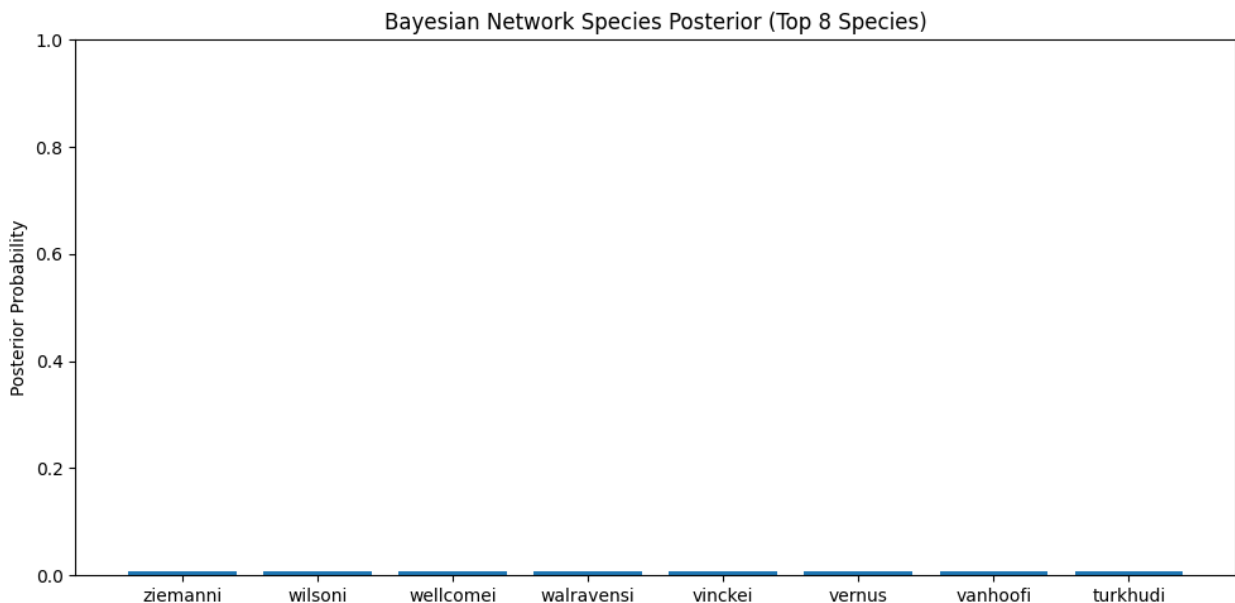 Bayesian Network Species Posterior (Top 8 Species)
1.0
0.8
0.6
0.4
0.2
0.0
Posterior Probability
ziemanni wilsoni wellcomei walravensi vinckei vernus vanhoofi turkhudi